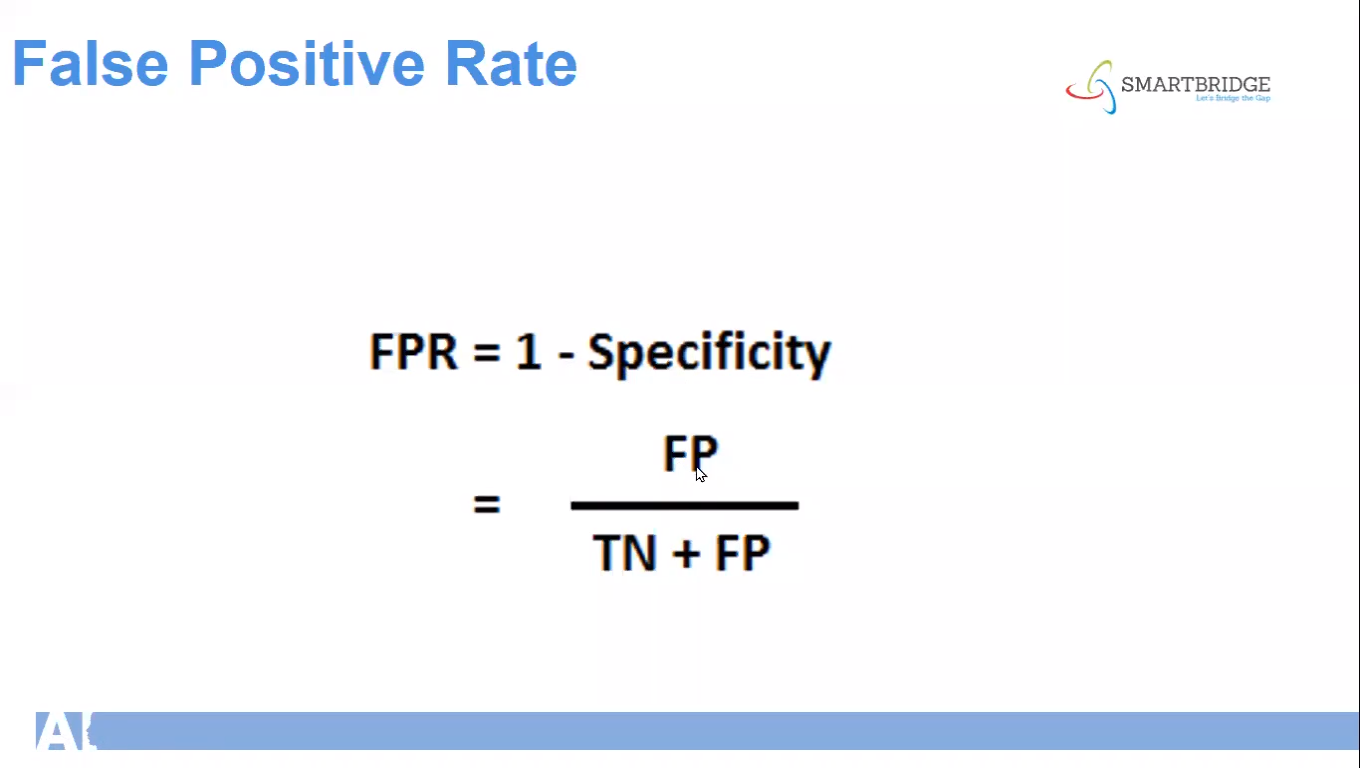 False Positive Rate
SMARTBRIDGE
Let's Bridge the Gap
FPR = 1 - Specificity
= FP
TN + FP